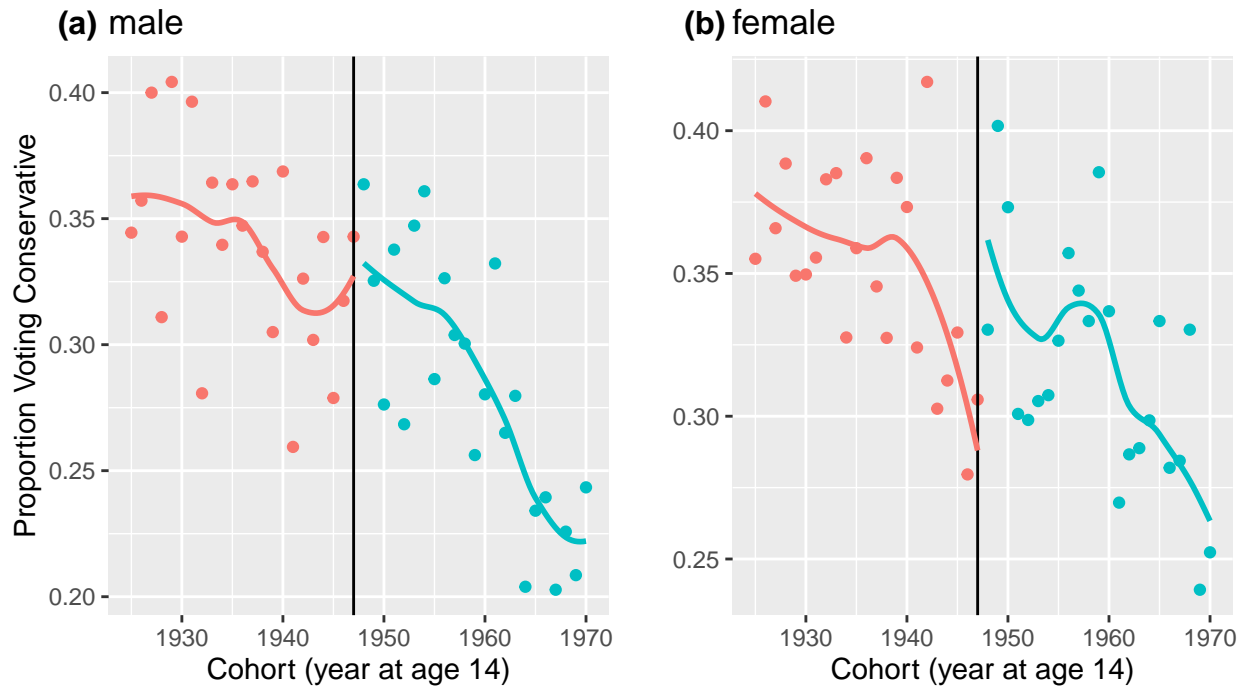 (a) male
0.40
0.35
0.30
0.25
0.20
Proportion Voting Conservative
1930 1940 1950 1960 1970
Cohort (year at age 14)
(b) female
0.40
0.35
0.30
0.25
1930 1940 1950 1960 1970
Cohort (year at age 14)